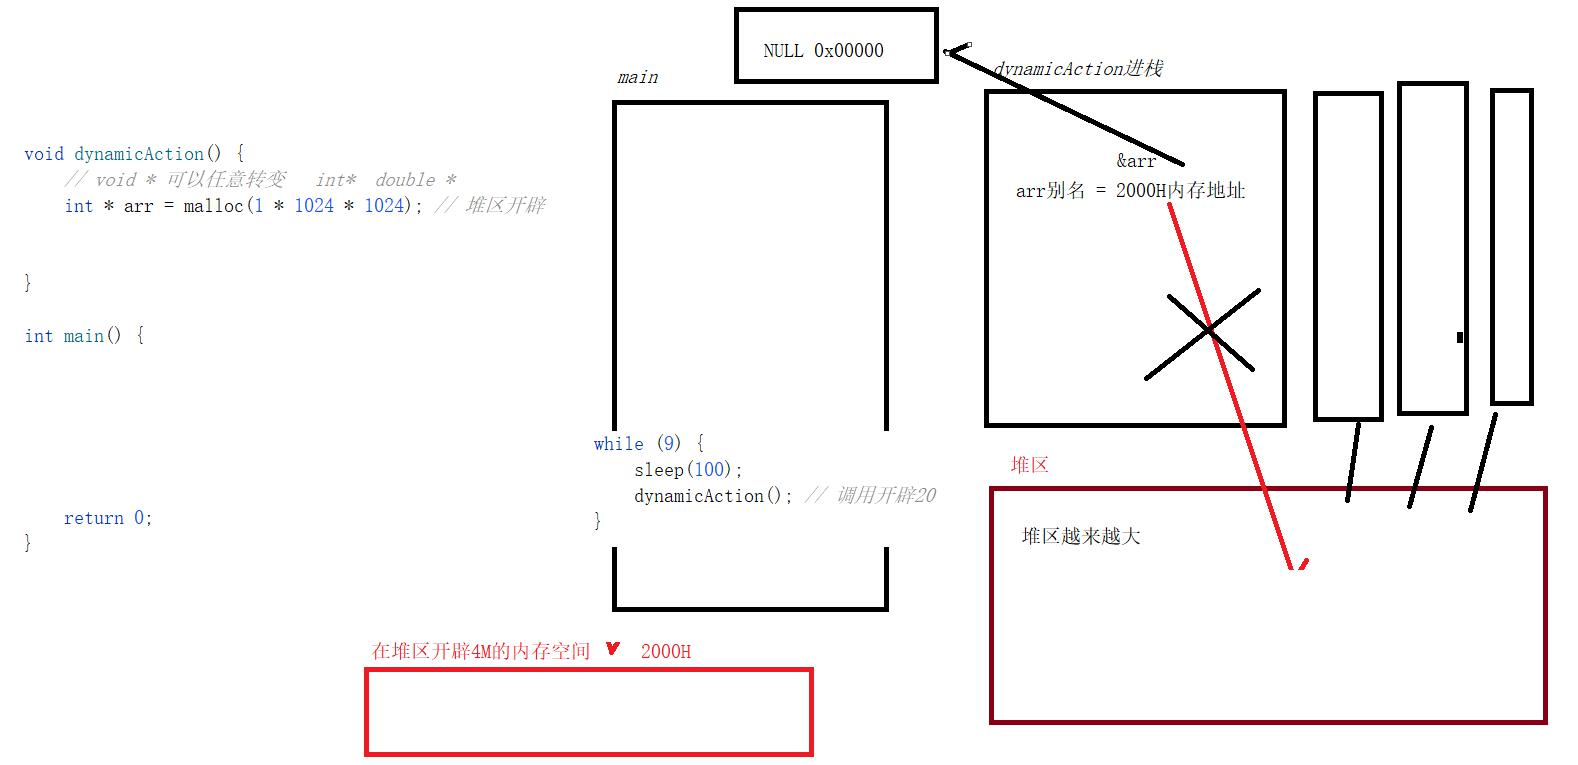 NULL 0x00000
main
dynamicAction进栈
void dynamicAction() {
// void * 可以任意转变   int*  double *
int * arr = malloc(1 * 1024 * 1024); // 堆区开辟
}
int main() {
return 0;
}
&arr
arr别名 = 2000H内存地址
while (9) {
sleep(100);
dynamicAction(); // 调用开辟20
}
堆区
堆区越来越大
在堆区开辟4M的内存空间
2000H